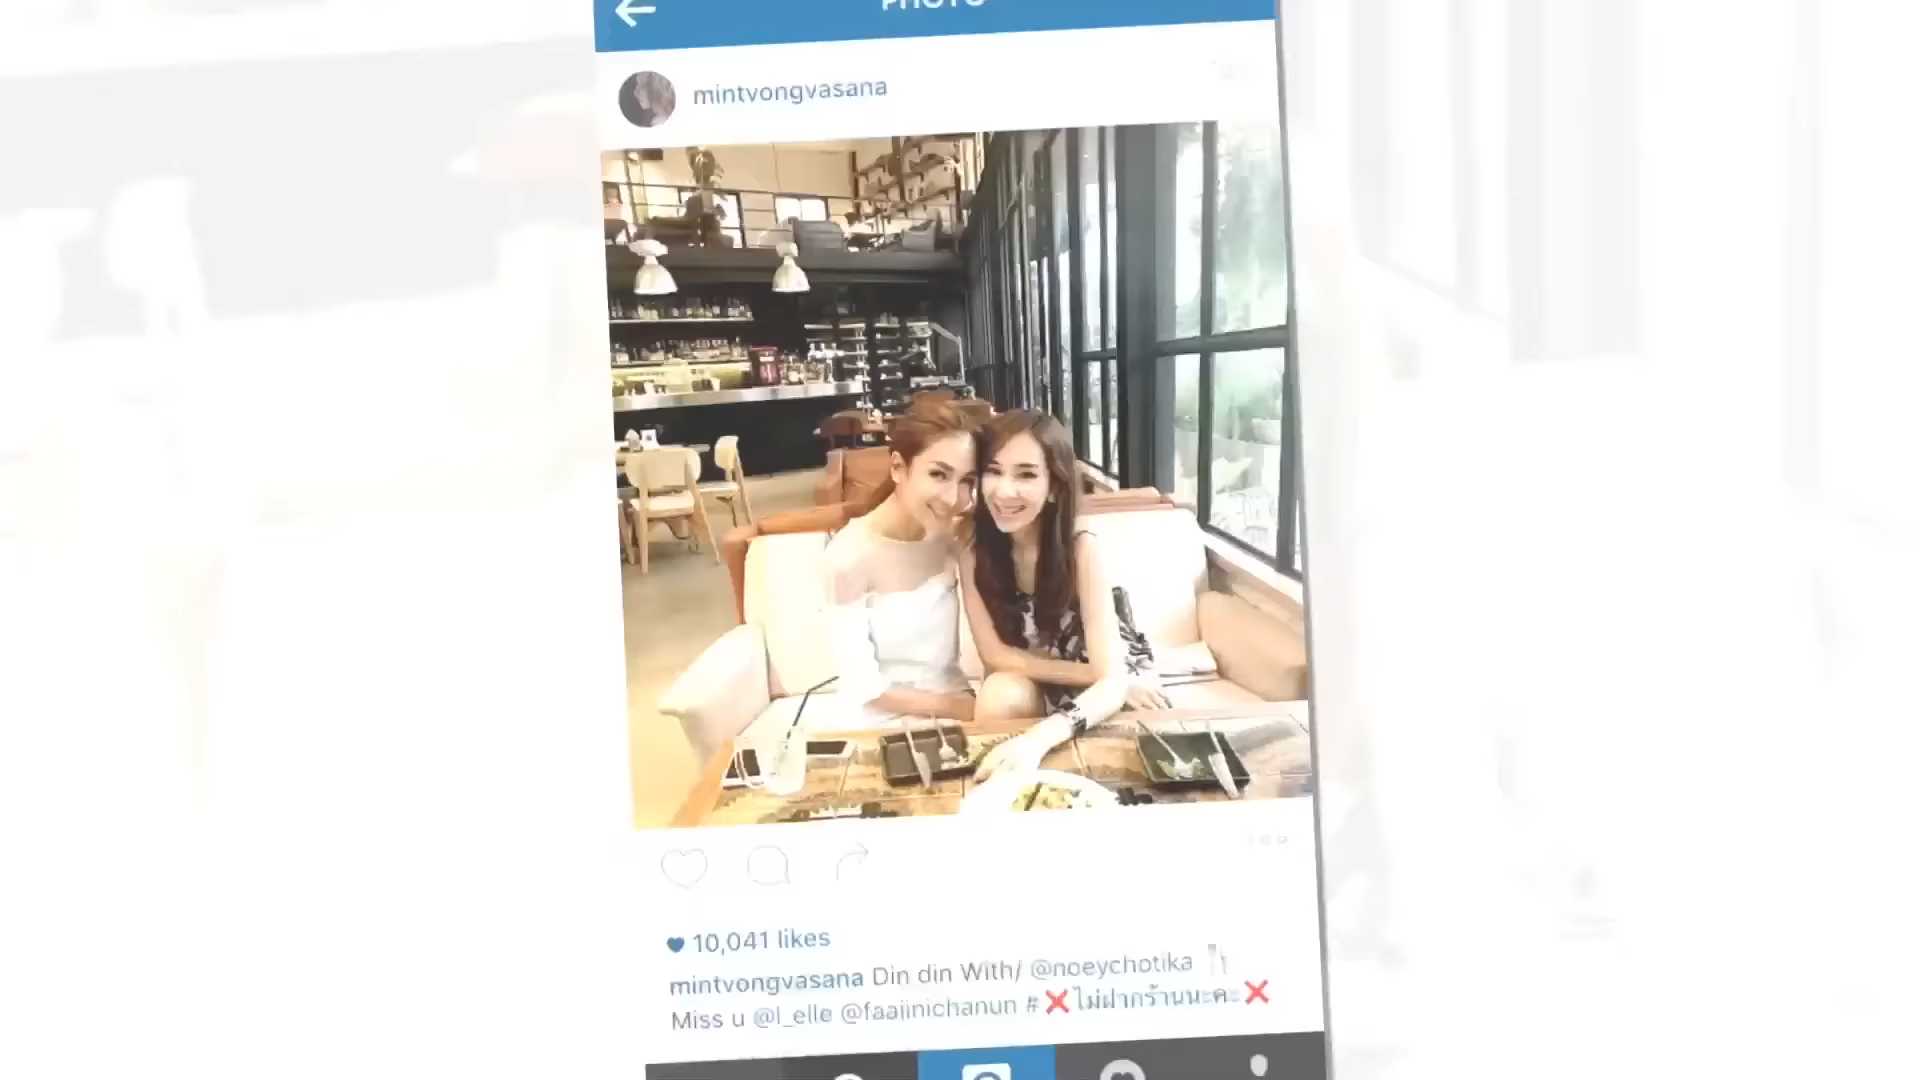 PHOTO
mintvongvasana
10,041 likes
mintvongvasana Din din With/ @noeychotika
Miss u @l_elle @faajinichanun #❌ไม่ฝากร้านนะคะ❌